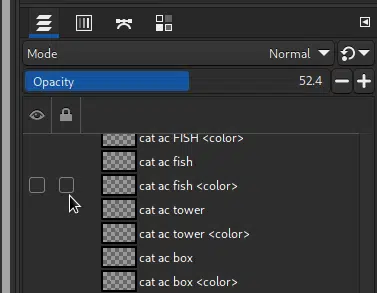 Mode Normal
Opacity 52.4
cat ac FISH <color>
cat ac fish
cat ac fish <color>
cat ac tower
cat ac tower <color>
cat ac box
cat ac box <color>